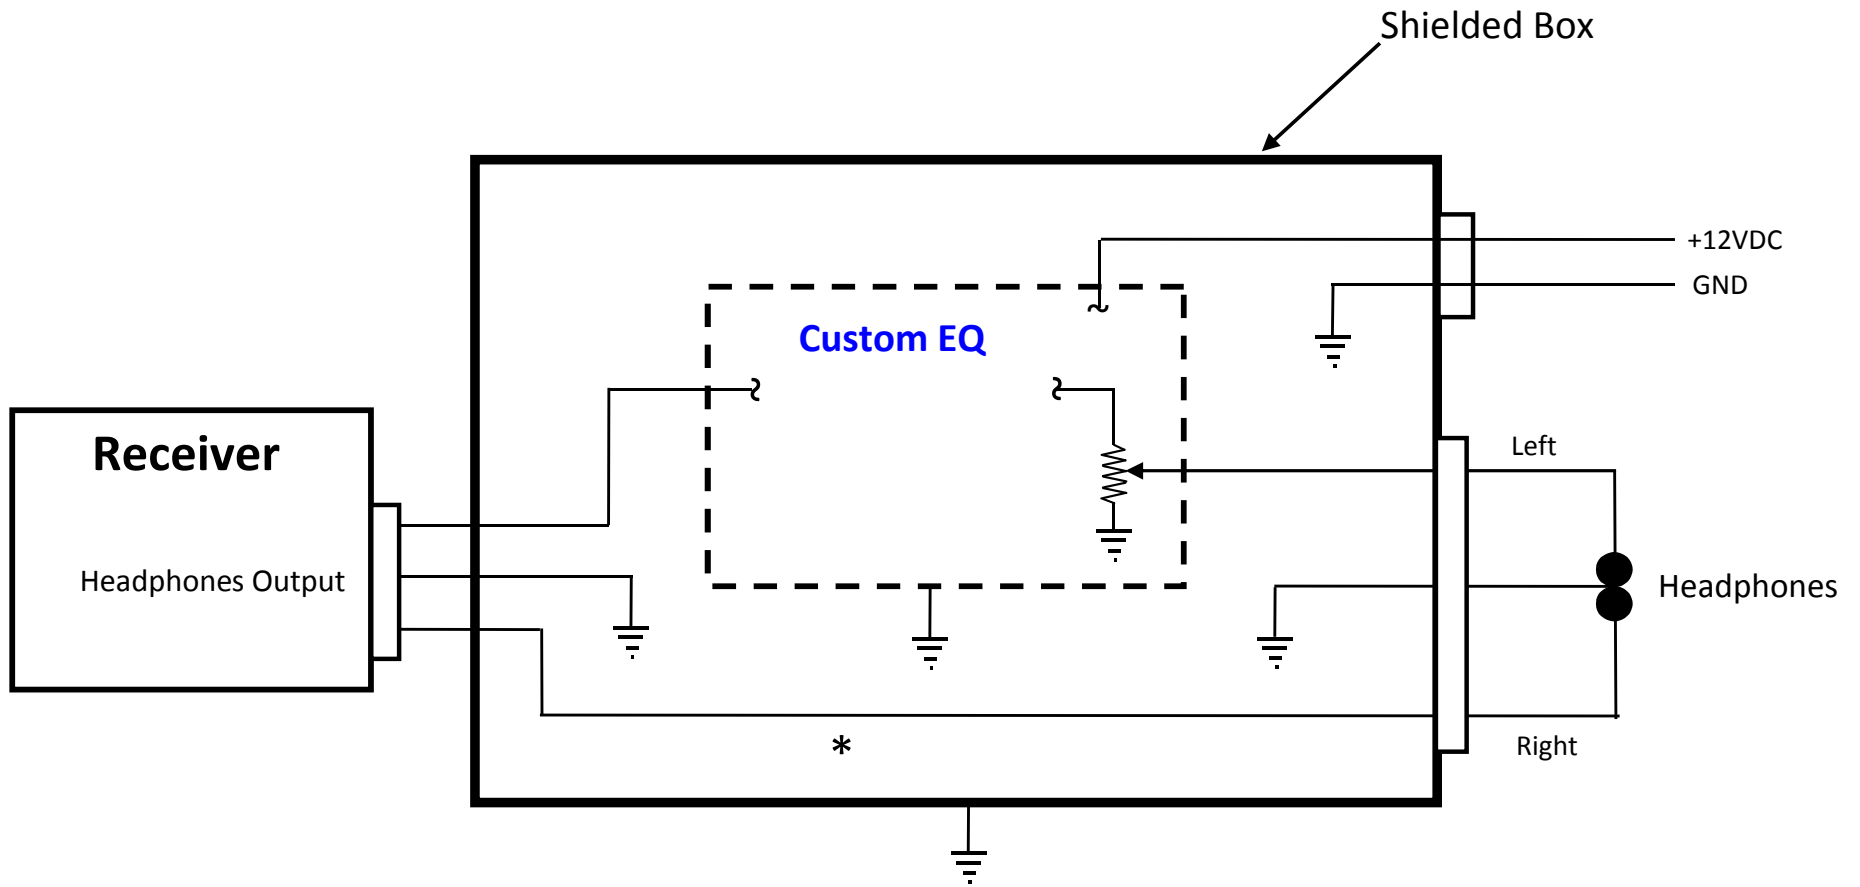 Shielded Box
+12VDC
GND
Custom EQ
Receiver
Left
Headphones Output
Headphones
*
Right